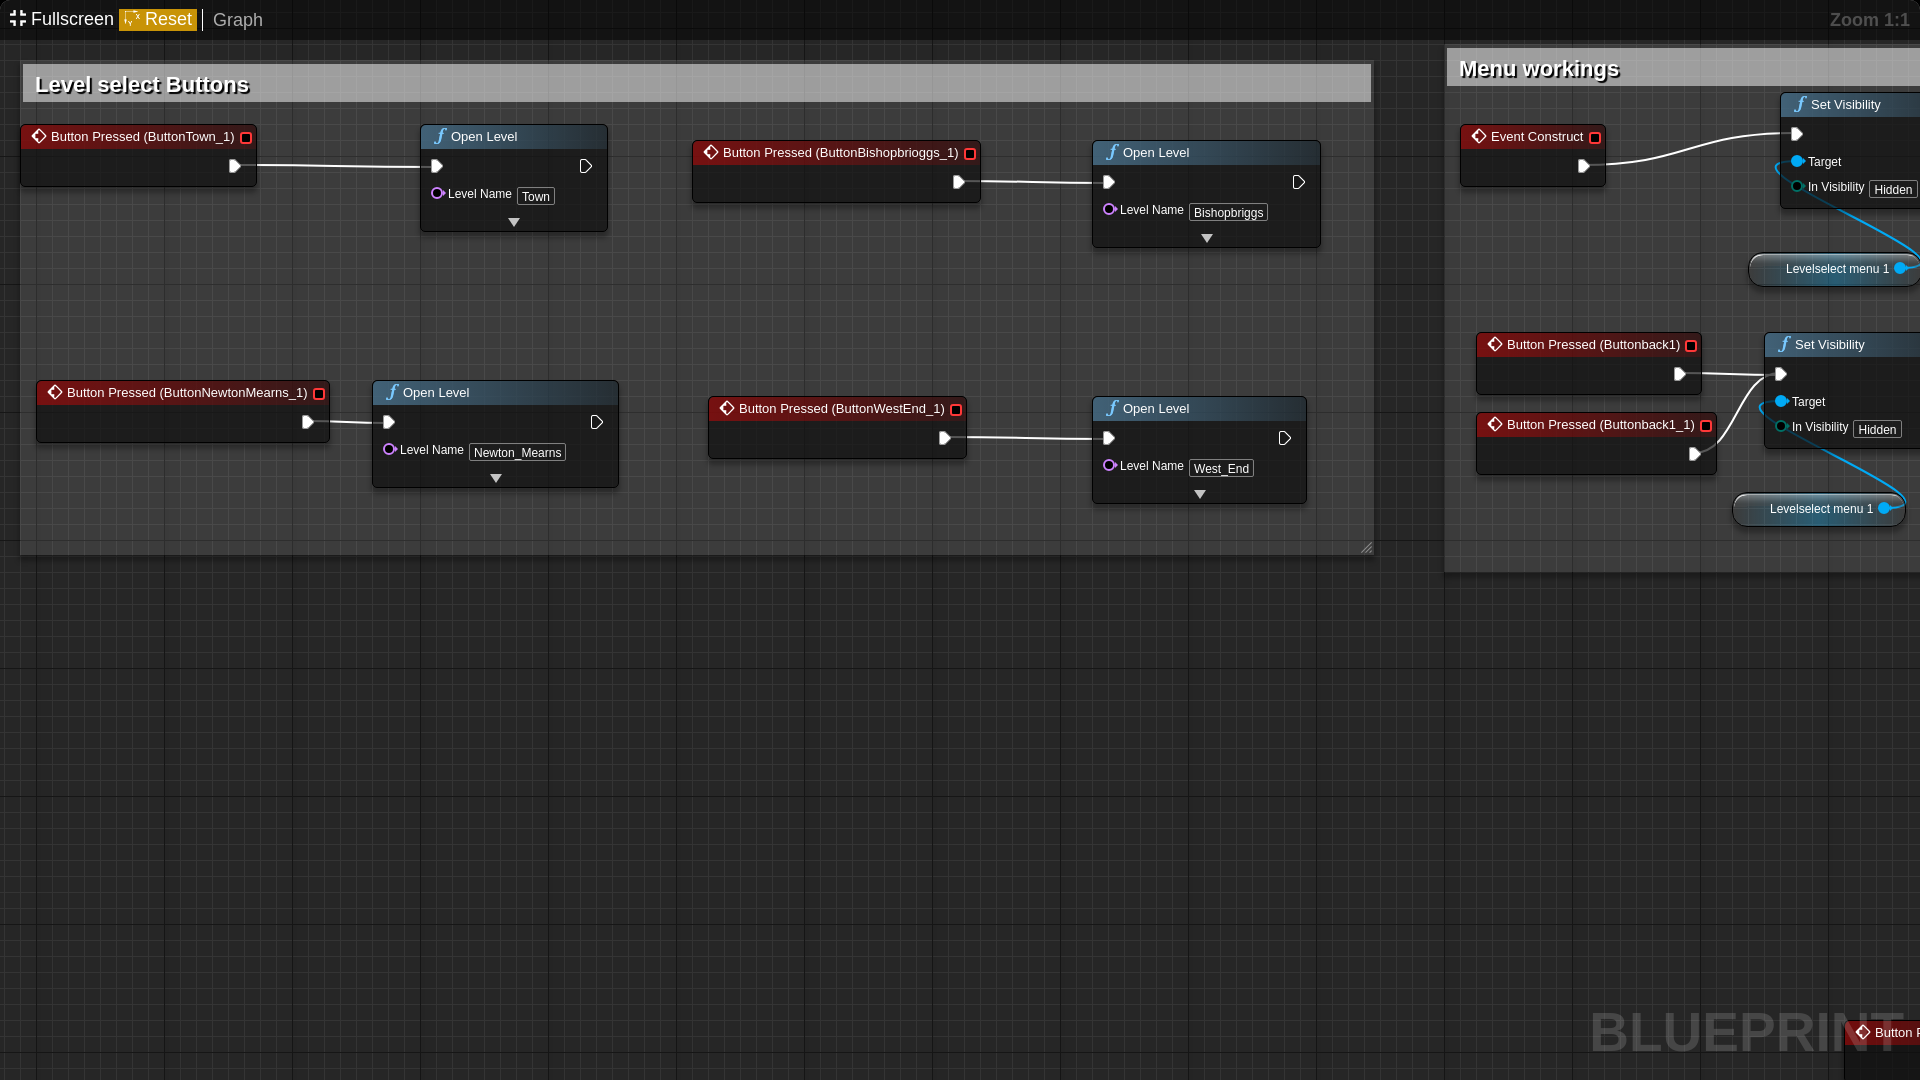 Fullscreen Reset Graph Zoom 1:1
Level select Buttons
Button Pressed (ButtonTown_1)
Open Level
Level Name Town
Button Pressed (ButtonBishopbrioggs_1)
Open Level
Level Name Bishopbriggs
Button Pressed (ButtonNewtonMearns_1)
Open Level
Level Name Newton_Mearns
Button Pressed (ButtonWestEnd_1)
Open Level
Level Name West_End
Menu workings
Event Construct
Set Visibility
Target
In Visibility Hidden
Levelselect menu 1
Button Pressed (Buttonback1)
Button Pressed (Buttonback1_1)
Set Visibility
Target
In Visibility Hidden
Levelselect menu 1
BLUEPRINT
Button